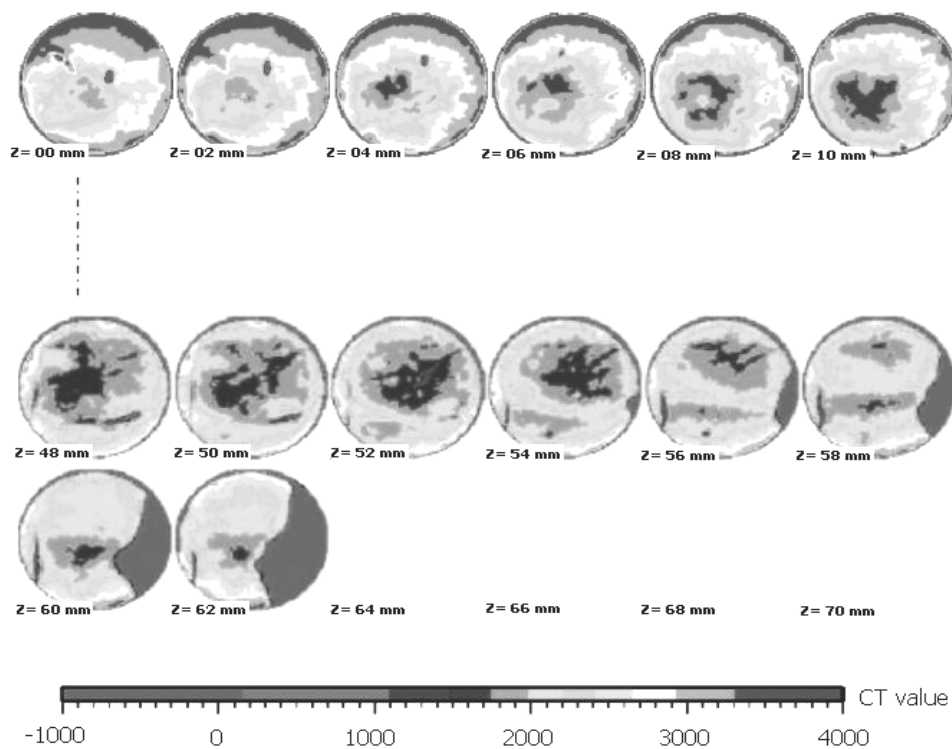 Z= 00 mm Z= 02 mm Z= 04 mm Z= 06 mm Z= 08 mm Z= 10 mm
Z= 48 mm Z= 50 mm Z= 52 mm Z= 54 mm Z= 56 mm Z= 58 mm
Z= 60 mm Z= 62 mm Z= 64 mm Z= 66 mm Z= 68 mm Z= 70 mm
CT value
-1000 0 1000 2000 3000 4000